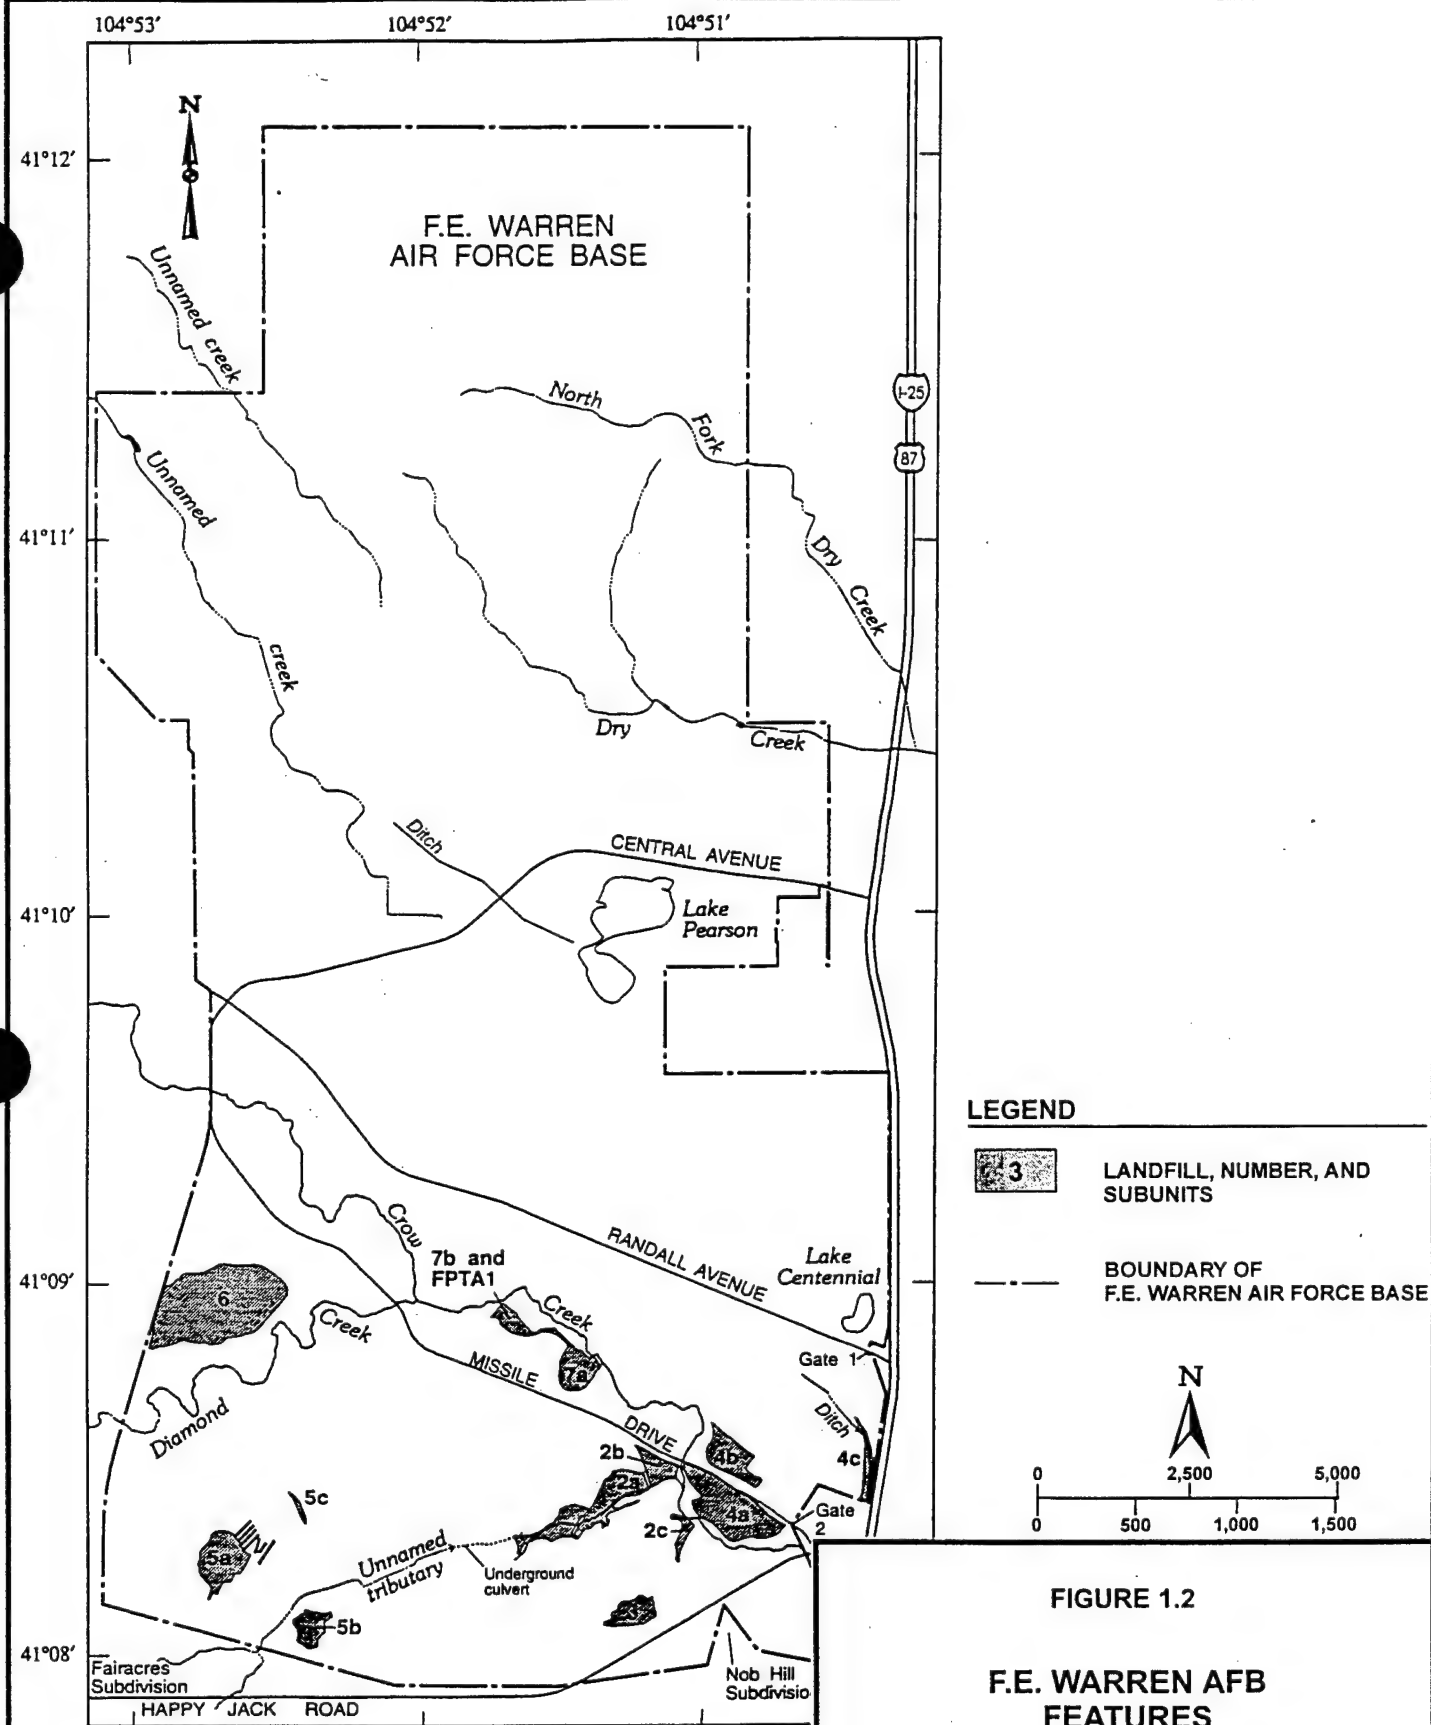 104°53′ 104°52′ 104°51′
N
41°12′
F.E. WARREN
AIR FORCE BASE
Unnamed creek
North Fork Dry Creek
I-25
87
Unnamed creek
41°11′
Dry Creek
Ditch
CENTRAL AVENUE
41°10′
Lake
Pearson
LEGEND
3
LANDFILL, NUMBER, AND
SUBUNITS
BOUNDARY OF
F.E. WARREN AIR FORCE BASE
Crow Creek
RANDALL AVENUE
Lake
Centennial
7b and
FPTA1
41°09′
6
Creek
Diamond
MISSILE DRIVE
7a
Gate 1
Ditch
N
2b
4b
4c
2a
0 2,500 5,000
0 500 1,000 1,500
5c
4a
Gate
2
2c
5a
Unnamed
tributary
Underground
culvert
5b
3
41°08′
Fairacres
Subdivision
Nob Hill
Subdivisio
HAPPY JACK ROAD
FIGURE 1.2
F.E. WARREN AFB
FEATURES